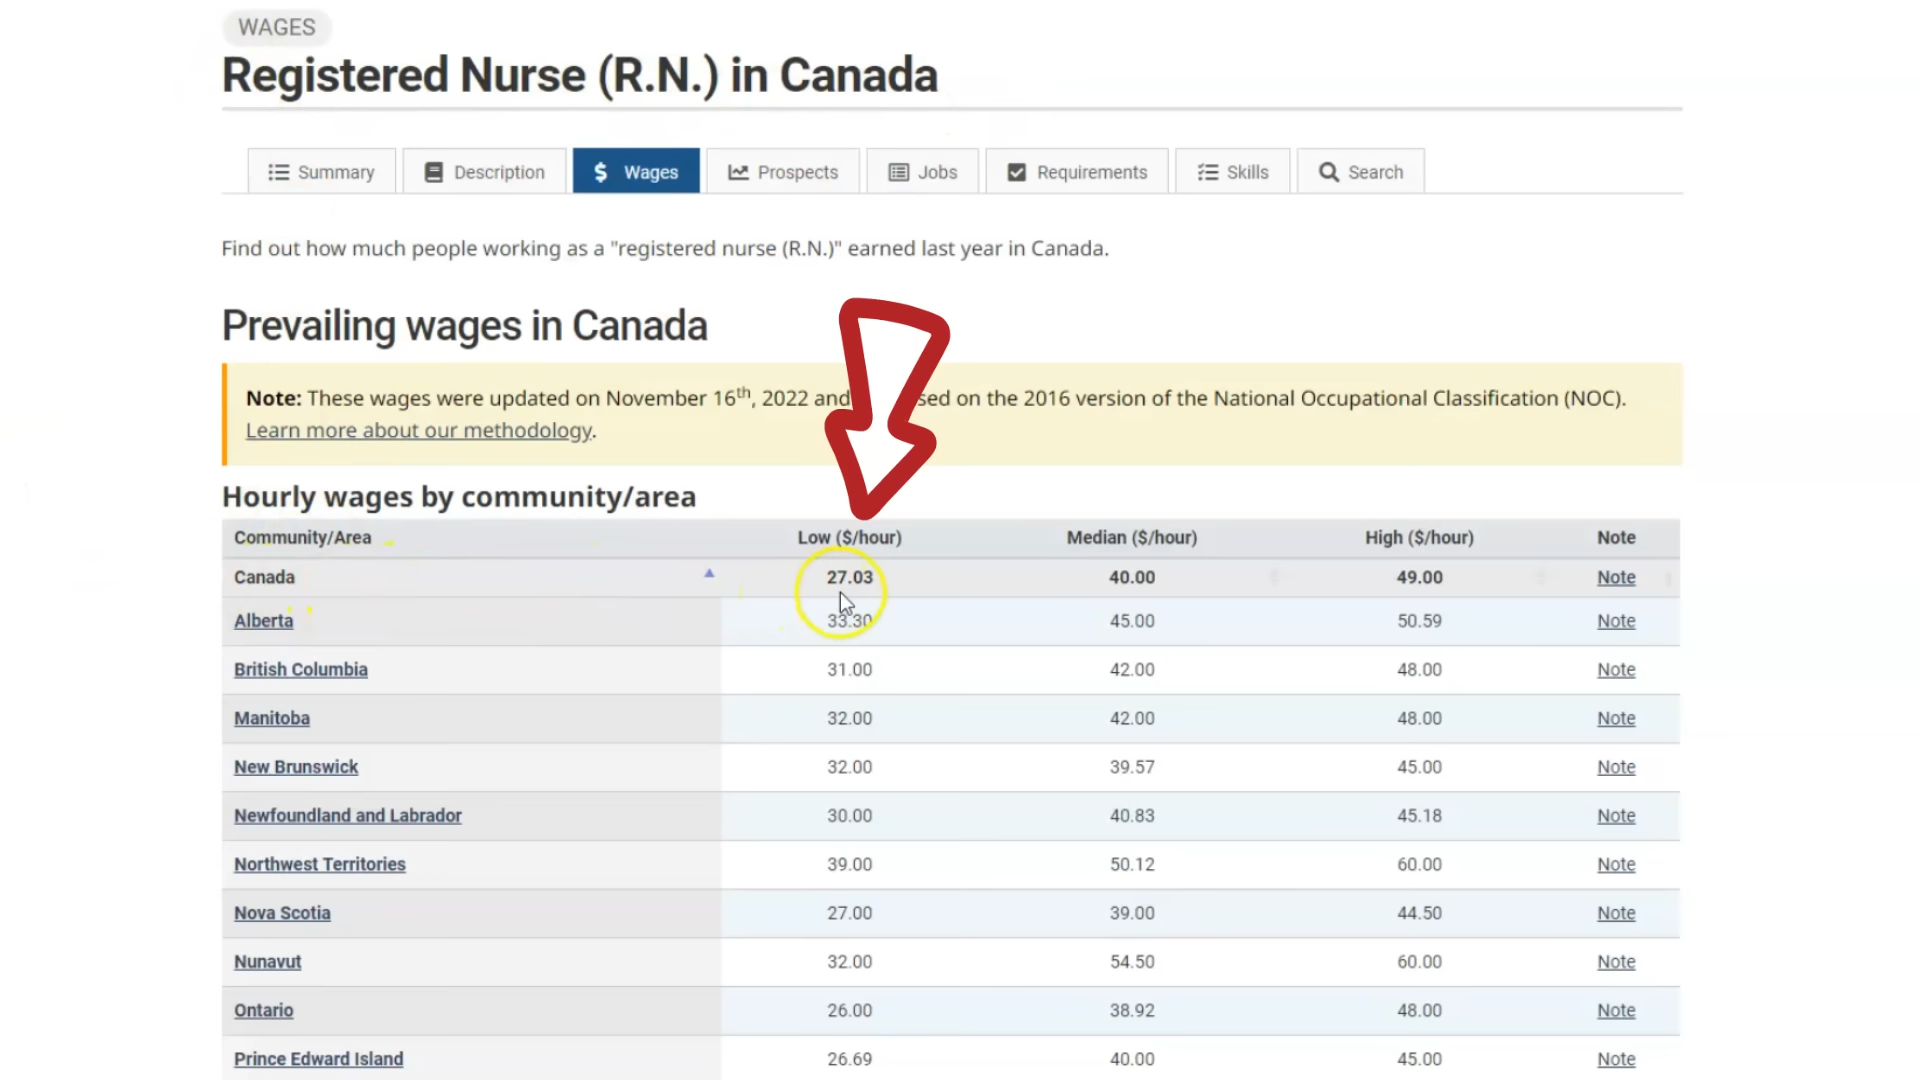 WAGES
Registered Nurse (R.N.) in Canada
Summary Description $ Wages Prospects Jobs Requirements Skills Search
Find out how much people working as a "registered nurse (R.N.)" earned last year in Canada.
Prevailing wages in Canada
Note: These wages were updated on November 16th, 2022 and sed on the 2016 version of the National Occupational Classification (NOC).
Learn more about our methodology.
Hourly wages by community/area
Community/Area Low ($/hour) Median ($/hour) High ($/hour) Note
Canada 27.03 40.00 49.00 Note
Alberta 33.30 45.00 50.59 Note
British Columbia 31.00 42.00 48.00 Note
Manitoba 32.00 42.00 48.00 Note
New Brunswick 32.00 39.57 45.00 Note
Newfoundland and Labrador 30.00 40.83 45.18 Note
Northwest Territories 39.00 50.12 60.00 Note
Nova Scotia 27.00 39.00 44.50 Note
Nunavut 32.00 54.50 60.00 Note
Ontario 26.00 38.92 48.00 Note
Prince Edward Island 26.69 40.00 45.00 Note